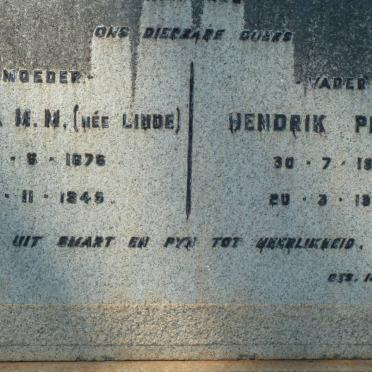 ONS DIERBARE OUERS
MOEDER- -VADER
M.M. (NÉE LINDE) HENDRIK
· 6 · 1876 30 · 7 ·
· 11 · 1945. 20 · 3 ·
UIT SMART EN PYN TOT HEERLIKHEID.